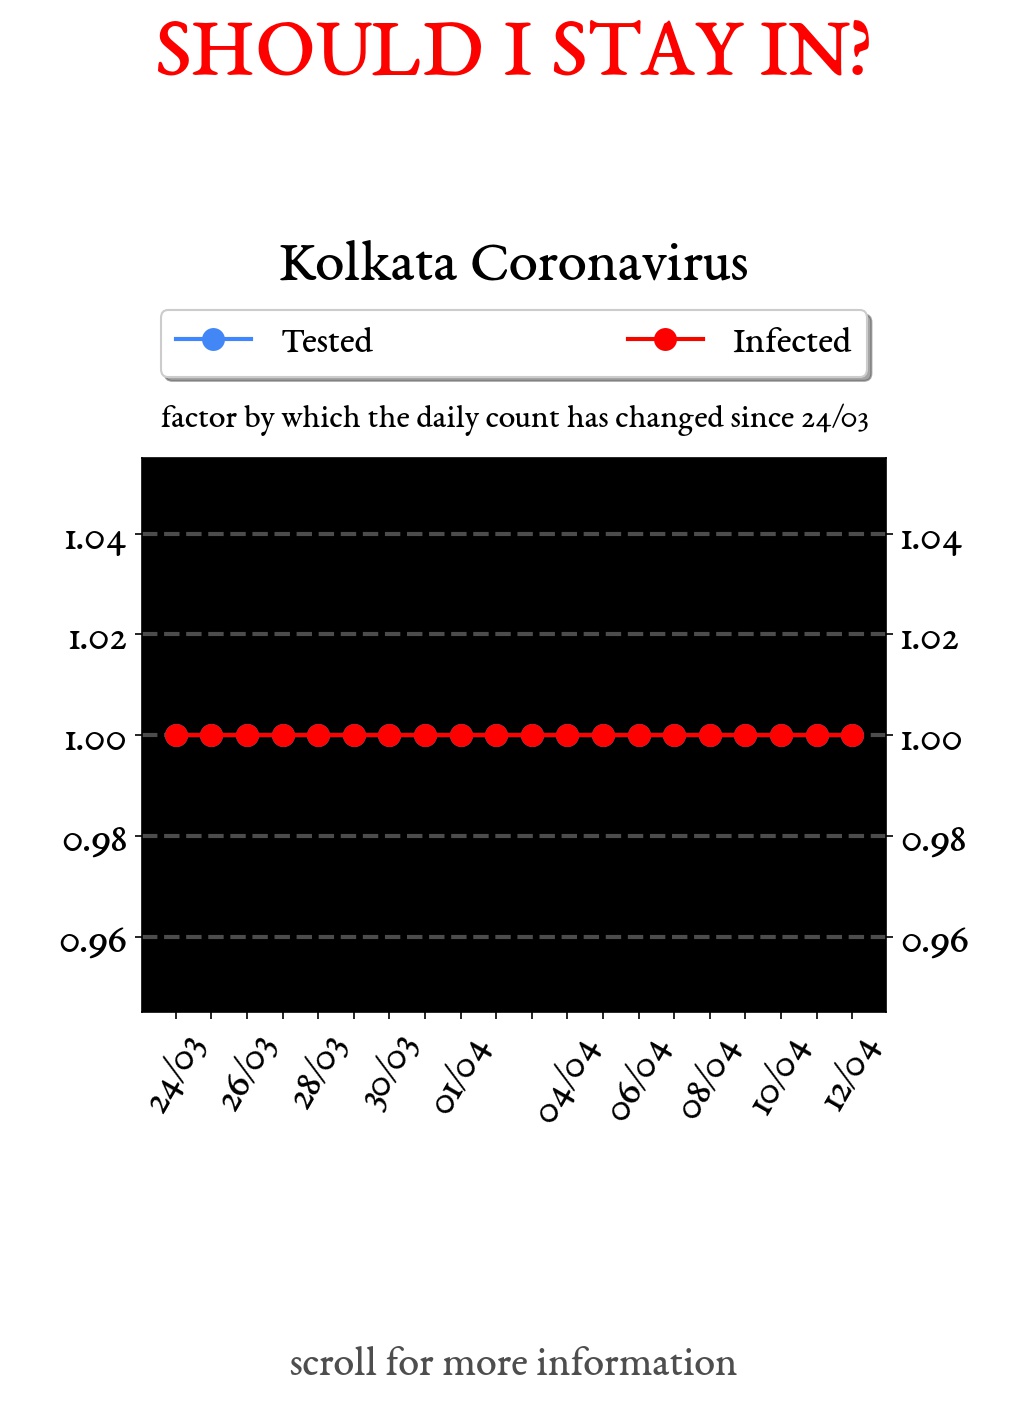 SHOULD I STAY IN?
Kolkata Coronavirus
Tested Infected
factor by which the daily count has changed since 24/03
1.04 1.04
1.02 1.02
1.00 1.00
0.98 0.98
0.96 0.96
24/03 26/03 28/03 30/03 01/04 04/04 06/04 08/04 10/04 12/04
scroll for more information